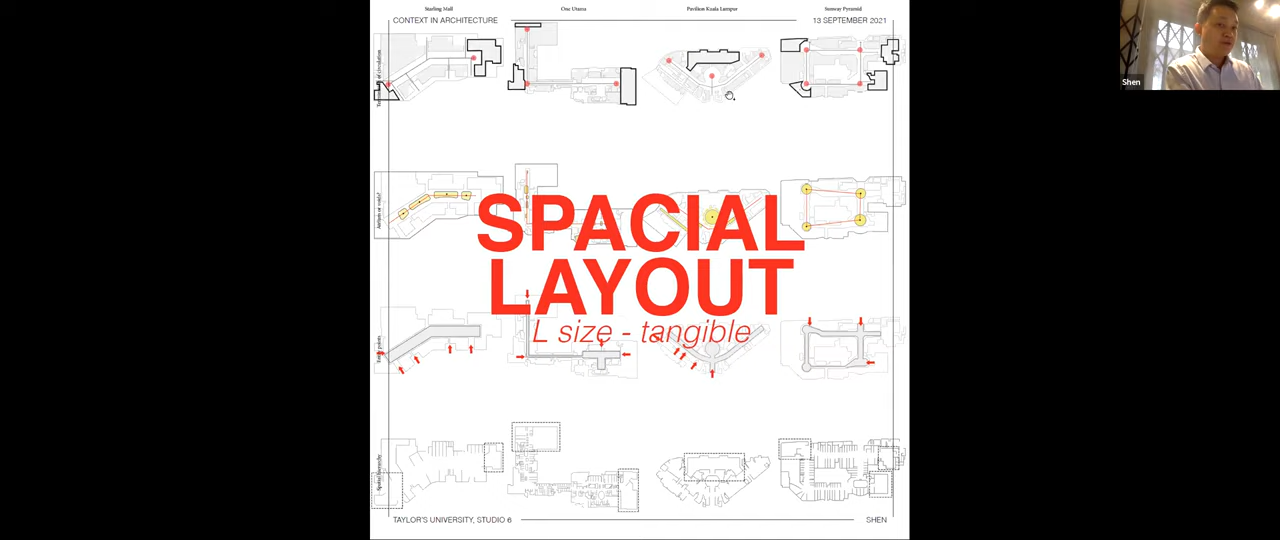 Starling Mall
One Utama
Pavilion Kuala Lumpur
Sunway Pyramid
CONTEXT IN ARCHITECTURE
13 SEPTEMBER 2021
Shen
SPACIAL
LAYOUT
L size - tangible
TAYLOR'S UNIVERSITY, STUDIO 6
SHEN